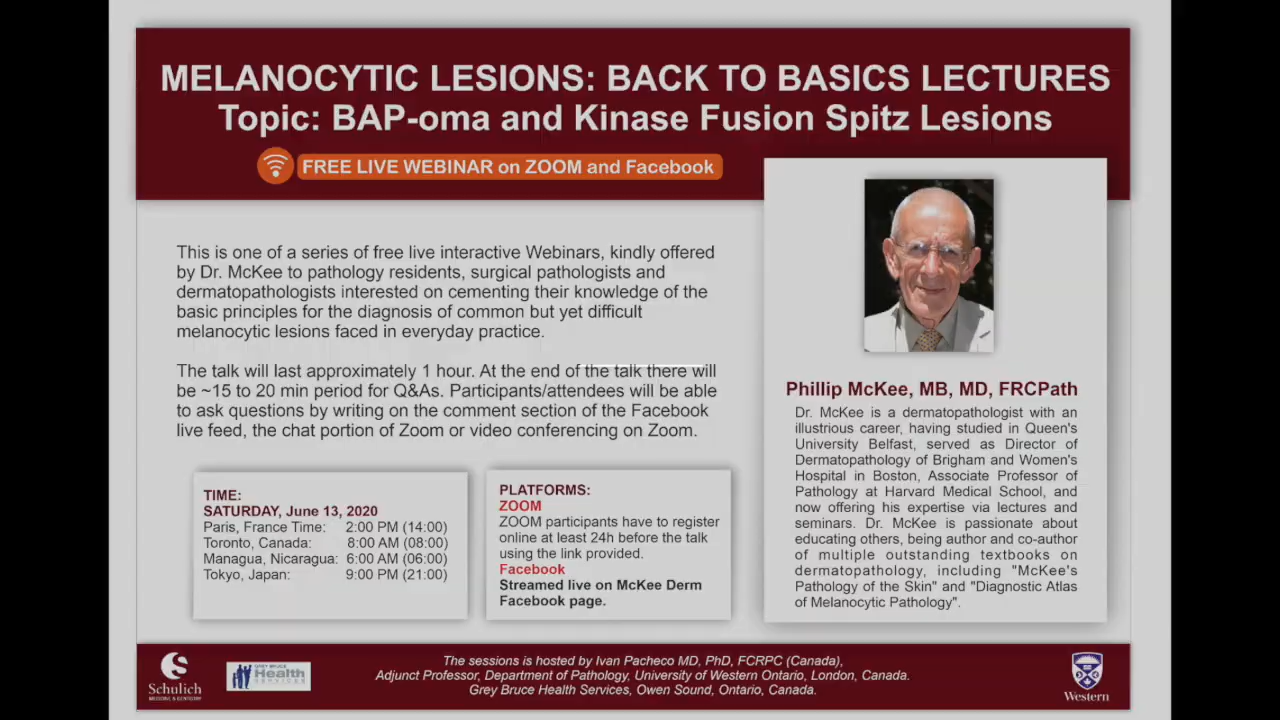 MELANOCYTIC LESIONS: BACK TO BASICS LECTURES
Topic: BAP-oma and Kinase Fusion Spitz Lesions
FREE LIVE WEBINAR on ZOOM and Facebook
This is one of a series of free live interactive Webinars, kindly offered
by Dr. McKee to pathology residents, surgical pathologists and
dermatopathologists interested on cementing their knowledge of the
basic principles for the diagnosis of common but yet difficult
melanocytic lesions faced in everyday practice.
The talk will last approximately 1 hour. At the end of the talk there will
be ~15 to 20 min period for Q&As. Participants/attendees will be able
to ask questions by writing on the comment section of the Facebook
live feed, the chat portion of Zoom or video conferencing on Zoom.
TIME:
SATURDAY, June 13, 2020
Paris, France Time: 2:00 PM (14:00)
Toronto, Canada: 8:00 AM (08:00)
Managua, Nicaragua: 6:00 AM (06:00)
Tokyo, Japan: 9:00 PM (21:00)
PLATFORMS:
ZOOM
ZOOM participants have to register
online at least 24h before the talk
using the link provided.
Facebook
Streamed live on McKee Derm
Facebook page.
Phillip McKee, MB, MD, FRCPath
Dr. McKee is a dermatopathologist with an
illustrious career, having studied in Queen's
University Belfast, served as Director of
Dermatopathology of Brigham and Women's
Hospital in Boston, Associate Professor of
Pathology at Harvard Medical School, and
now offering his expertise via lectures and
seminars. Dr. McKee is passionate about
educating others, being author and co-author
of multiple outstanding textbooks on
dermatopathology, including "McKee's
Pathology of the Skin" and "Diagnostic Atlas
of Melanocytic Pathology".
Schulich
MEDICINE & DENTISTRY
GREY BRUCE
Health
SERVICES
The sessions is hosted by Ivan Pacheco MD, PhD, FCRPC (Canada),
Adjunct Professor, Department of Pathology, University of Western Ontario, London, Canada.
Grey Bruce Health Services, Owen Sound, Ontario, Canada.
Western